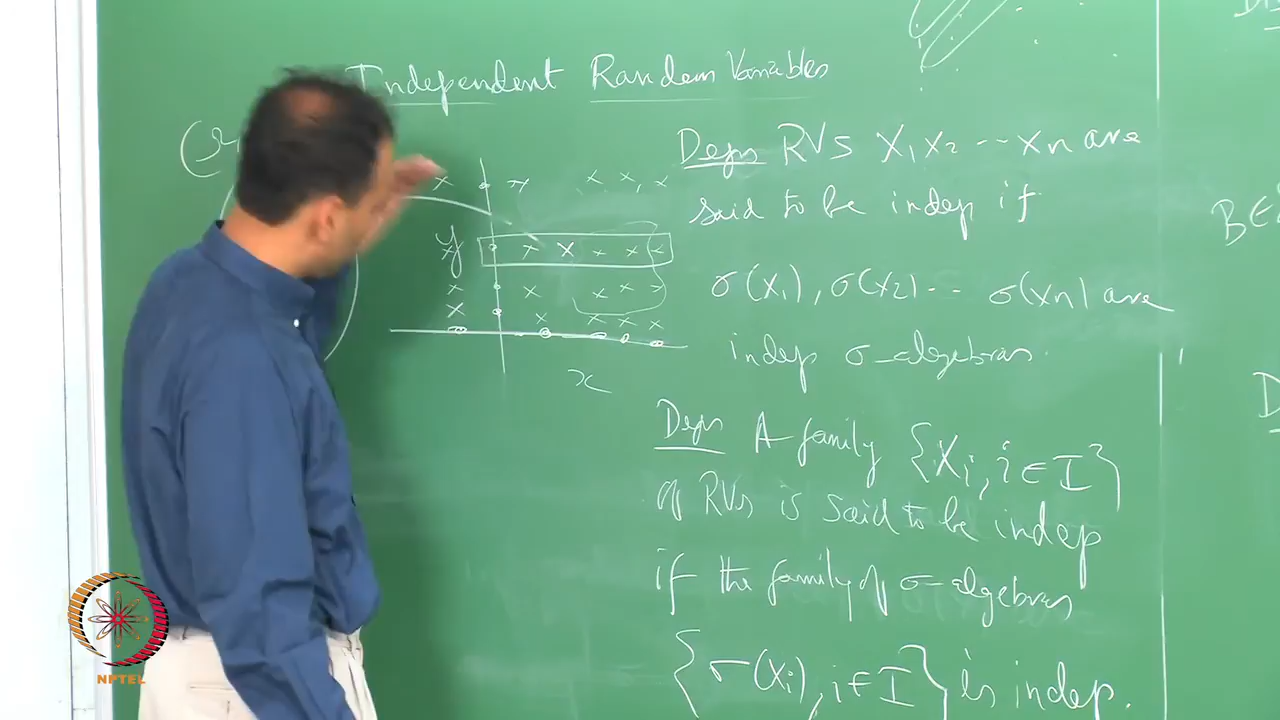 Independent Random Variables
Defn RVs X1 X2 -- Xn are
said to be indep if
σ(X1), σ(X2) -- σ(Xn) are
indep σ-algebras.
Defn A family {Xi, i∈I}
of RVs is said to be indep
if the family of σ-algebras
{σ(Xi), i∈I} is indep.
y
x
B∈
NPTEL